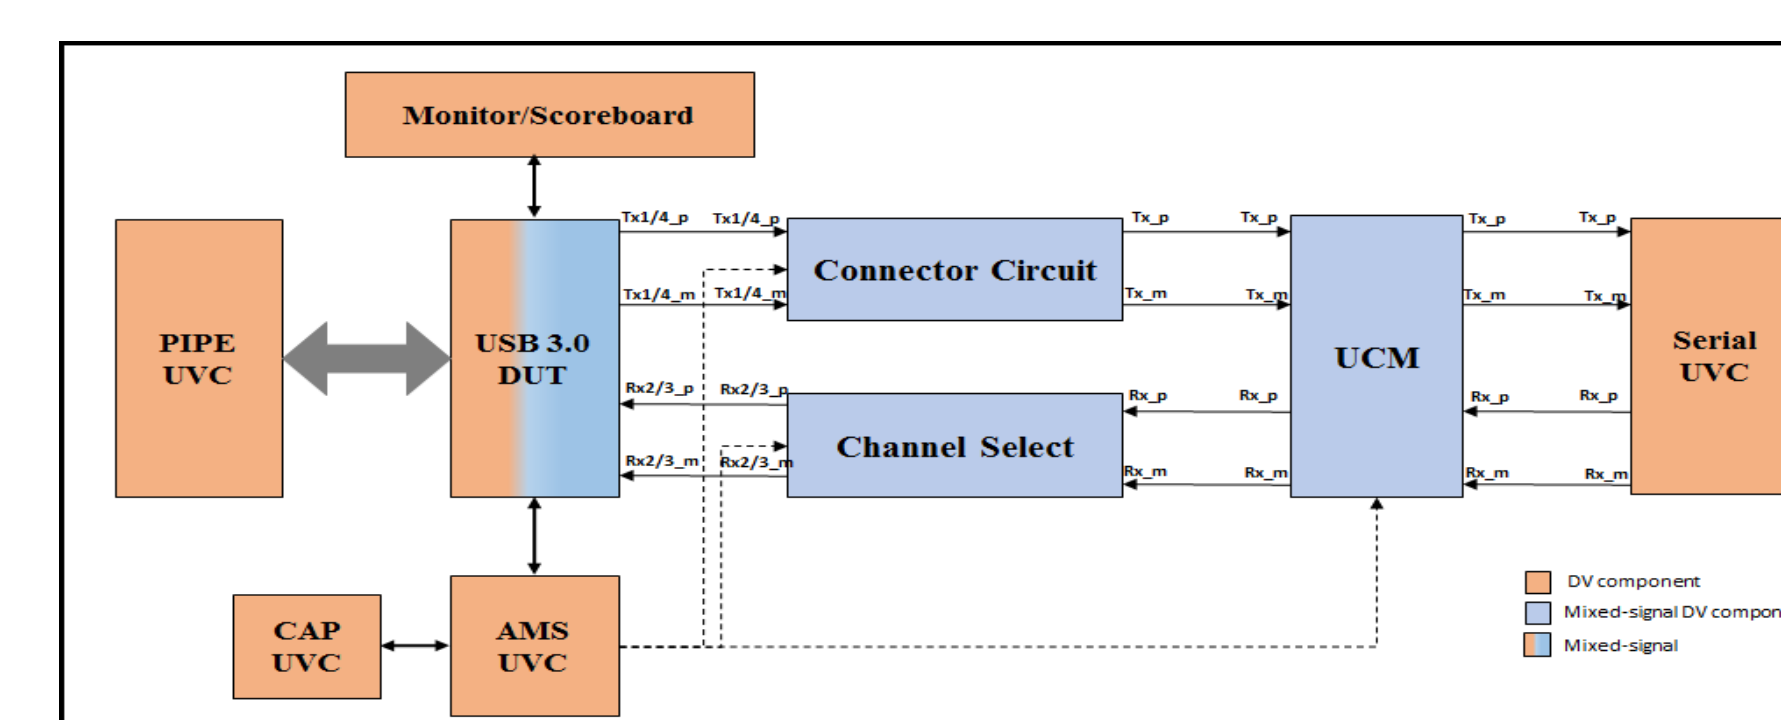 Monitor/Scoreboard
Tx1/4_p Tx1/4_p Tx_p Tx_p Tx_p Tx_p
Connector Circuit
Tx1/4_m Tx1/4_m Tx_m Tx_m Tx_m Tx_m
PIPE
UVC
USB 3.0
DUT
UCM
Serial
UVC
Rx2/3_p Rx2/3_p Rx_p Rx_p Rx_p Rx_p
Channel Select
Rx2/3_m Rx2/3_m Rx_m Rx_m Rx_m Rx_m
CAP
UVC
AMS
UVC
DV component
Mixed-signal DV compon
Mixed-signal